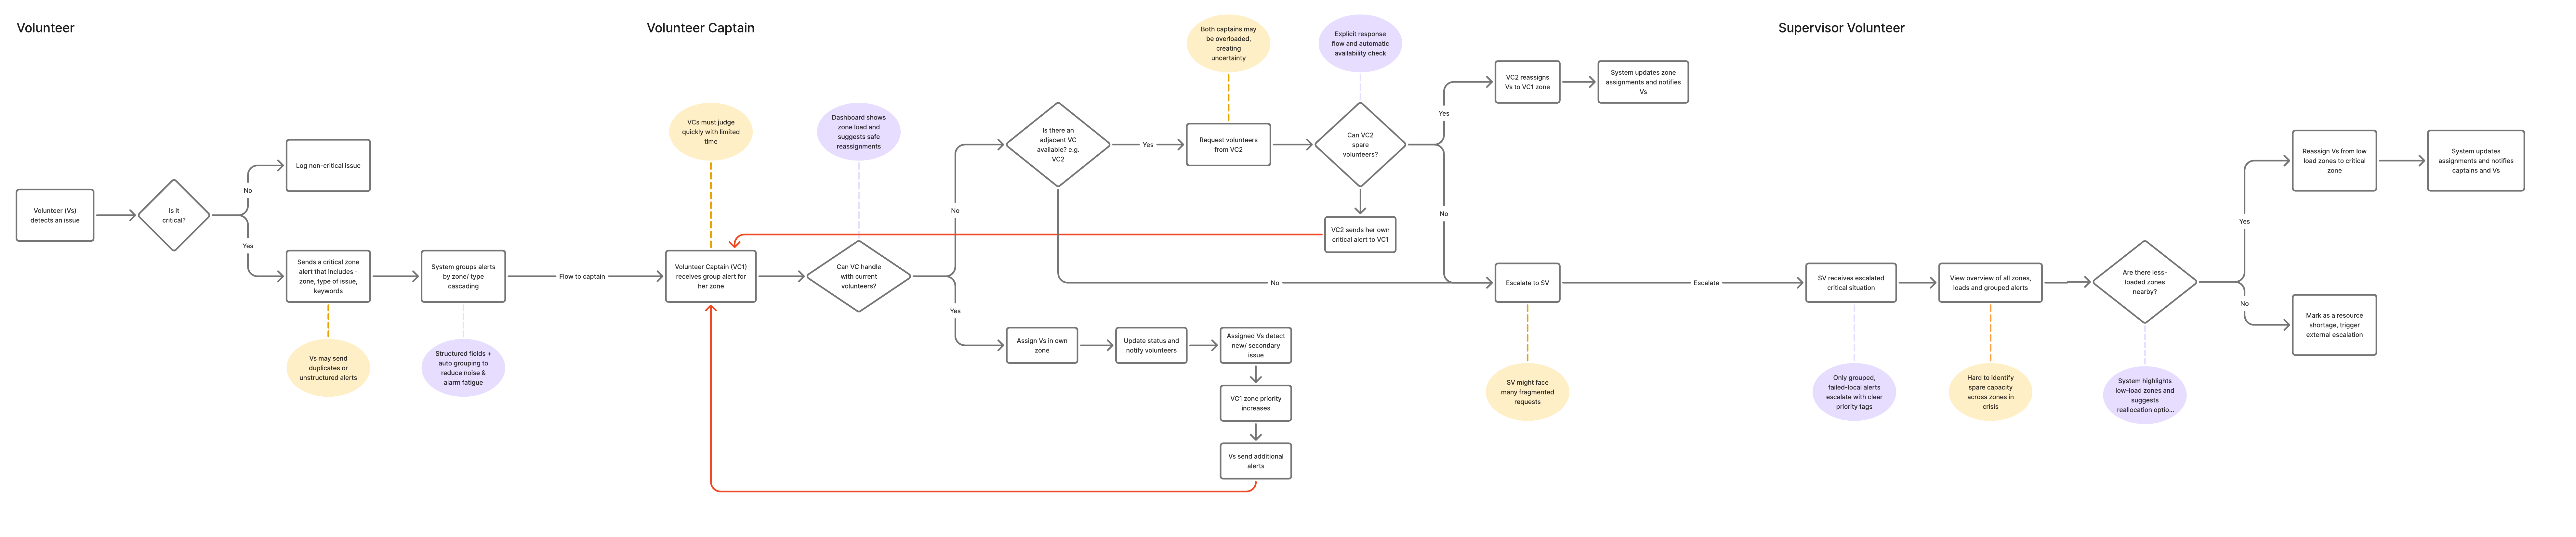 Volunteer
Volunteer (Vs)
detects an issue
Is it
critical?
No
Yes
Log non-critical issue
Sends a critical zone
alert that includes -
zone, type of issue,
keywords
Vs may send
duplicates or
unstructured alerts
System groups alerts
by zone/ type
cascading
Structured fields +
auto grouping to
reduce noise &
alarm fatigue
Flow to captain
Volunteer Captain
VCs must judge
quickly with limited
time
Volunteer Captain (VC1)
receives group alert for
her zone
Dashboard shows
zone load and
suggests safe
reassignments
Can VC handle
with current
volunteers?
No
Yes
Is there an
adjacent VC
available? e.g.
VC2
Yes
No
Both captains may
be overloaded,
creating
uncertainty
Request volunteers
from VC2
Explicit response
flow and automatic
availability check
Can VC2
spare
volunteers?
Yes
No
VC2 reassigns
Vs to VC1 zone
System updates zone
assignments and notifies
Vs
VC2 sends her own
critical alert to VC1
Assign Vs in own
zone
Update status and
notify volunteers
Assigned Vs detect
new/ secondary
issue
VC1 zone priority
increases
Vs send additional
alerts
Escalate to SV
SV might face
many fragmented
requests
Escalate
Supervisor Volunteer
SV receives escalated
critical situation
Only grouped,
failed-local alerts
escalate with clear
priority tags
View overview of all zones,
loads and grouped alerts
Hard to identify
spare capacity
across zones in
crisis
Are there less-
loaded zones
nearby?
System highlights
low-load zones and
suggests
reallocation optio...
Yes
No
Reassign Vs from low
load zones to critical
zone
System updates
assignments and notifies
captains and Vs
Mark as a resource
shortage, trigger
external escalation